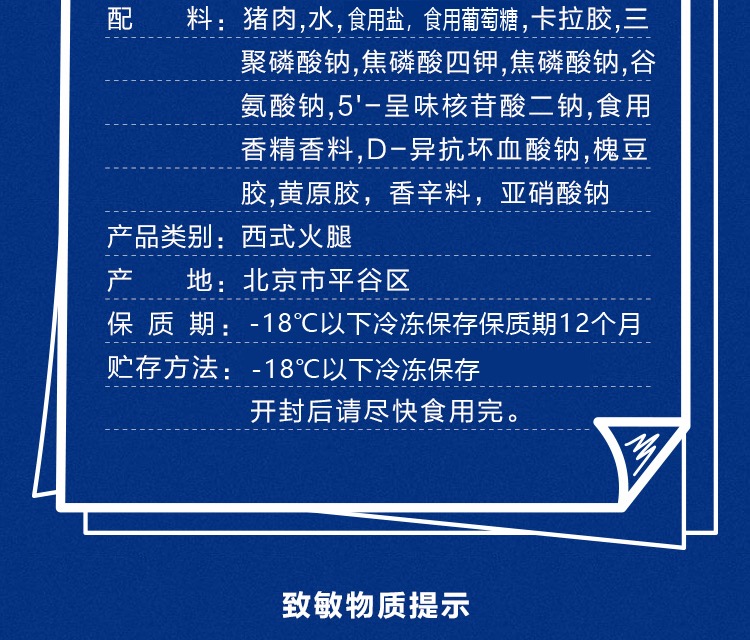 配 料：猪肉,水,食用盐，食用葡萄糖,卡拉胶,三
聚磷酸钠,焦磷酸四钾,焦磷酸钠,谷
氨酸钠,5'-呈味核苷酸二钠,食用
香精香料,D-异抗坏血酸钠,槐豆
胶,黄原胶，香辛料，亚硝酸钠
产品类别：西式火腿
产 地：北京市平谷区
保 质 期：-18℃以下冷冻保存保质期12个月
贮存方法：-18℃以下冷冻保存
开封后请尽快食用完。
致敏物质提示